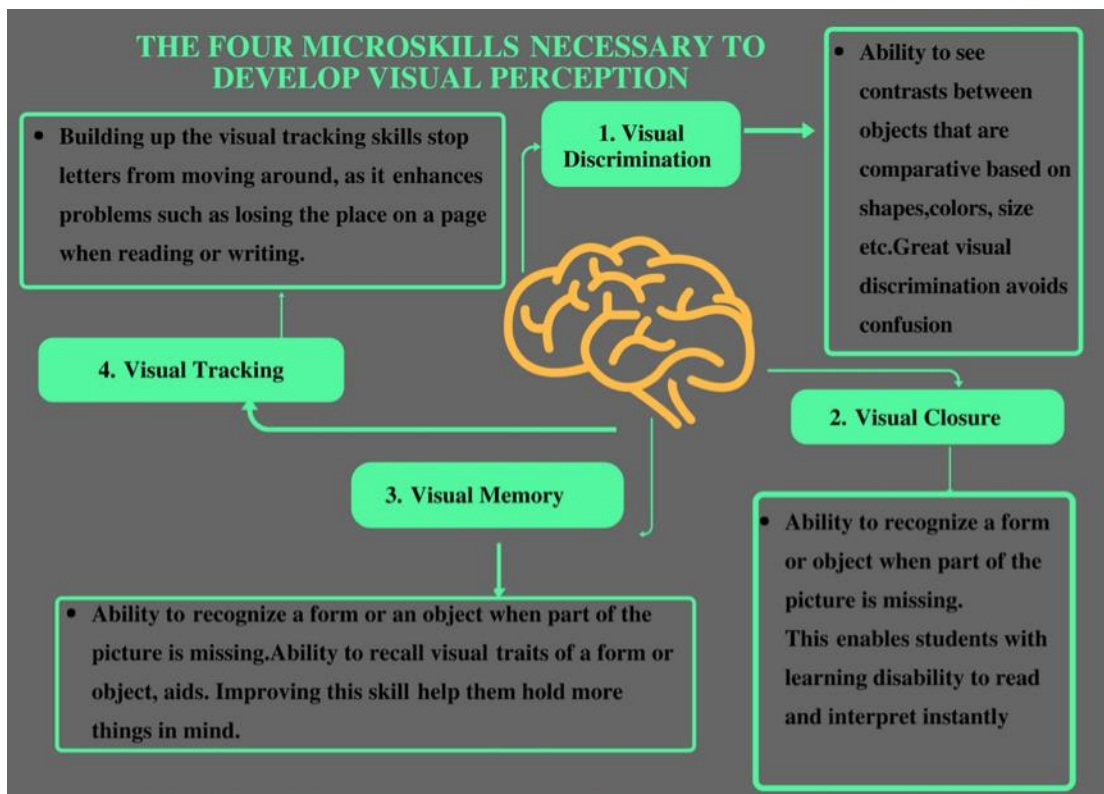 THE FOUR MICROSKILLS NECESSARY TO
DEVELOP VISUAL PERCEPTION
1. Visual
Discrimination
• Ability to see
contrasts between
objects that are
comparative based on
shapes,colors, size
etc.Great visual
discrimination avoids
confusion
2. Visual Closure
• Ability to recognize a form
or object when part of the
picture is missing.
This enables students with
learning disability to read
and interpret instantly
3. Visual Memory
• Ability to recognize a form or an object when part of the
picture is missing.Ability to recall visual traits of a form or
object, aids. Improving this skill help them hold more
things in mind.
4. Visual Tracking
• Building up the visual tracking skills stop
letters from moving around, as it enhances
problems such as losing the place on a page
when reading or writing.